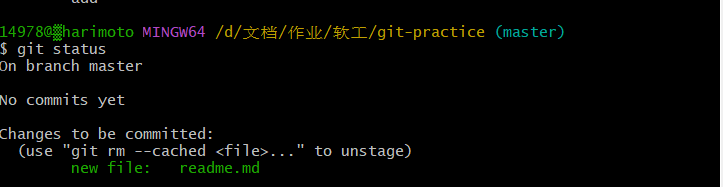 add
14978@▒harimoto MINGW64 /d/文档/作业/软工/git-practice (master)
$ git status
On branch master
No commits yet
Changes to be committed:
(use "git rm --cached <file>..." to unstage)
new file: readme.md